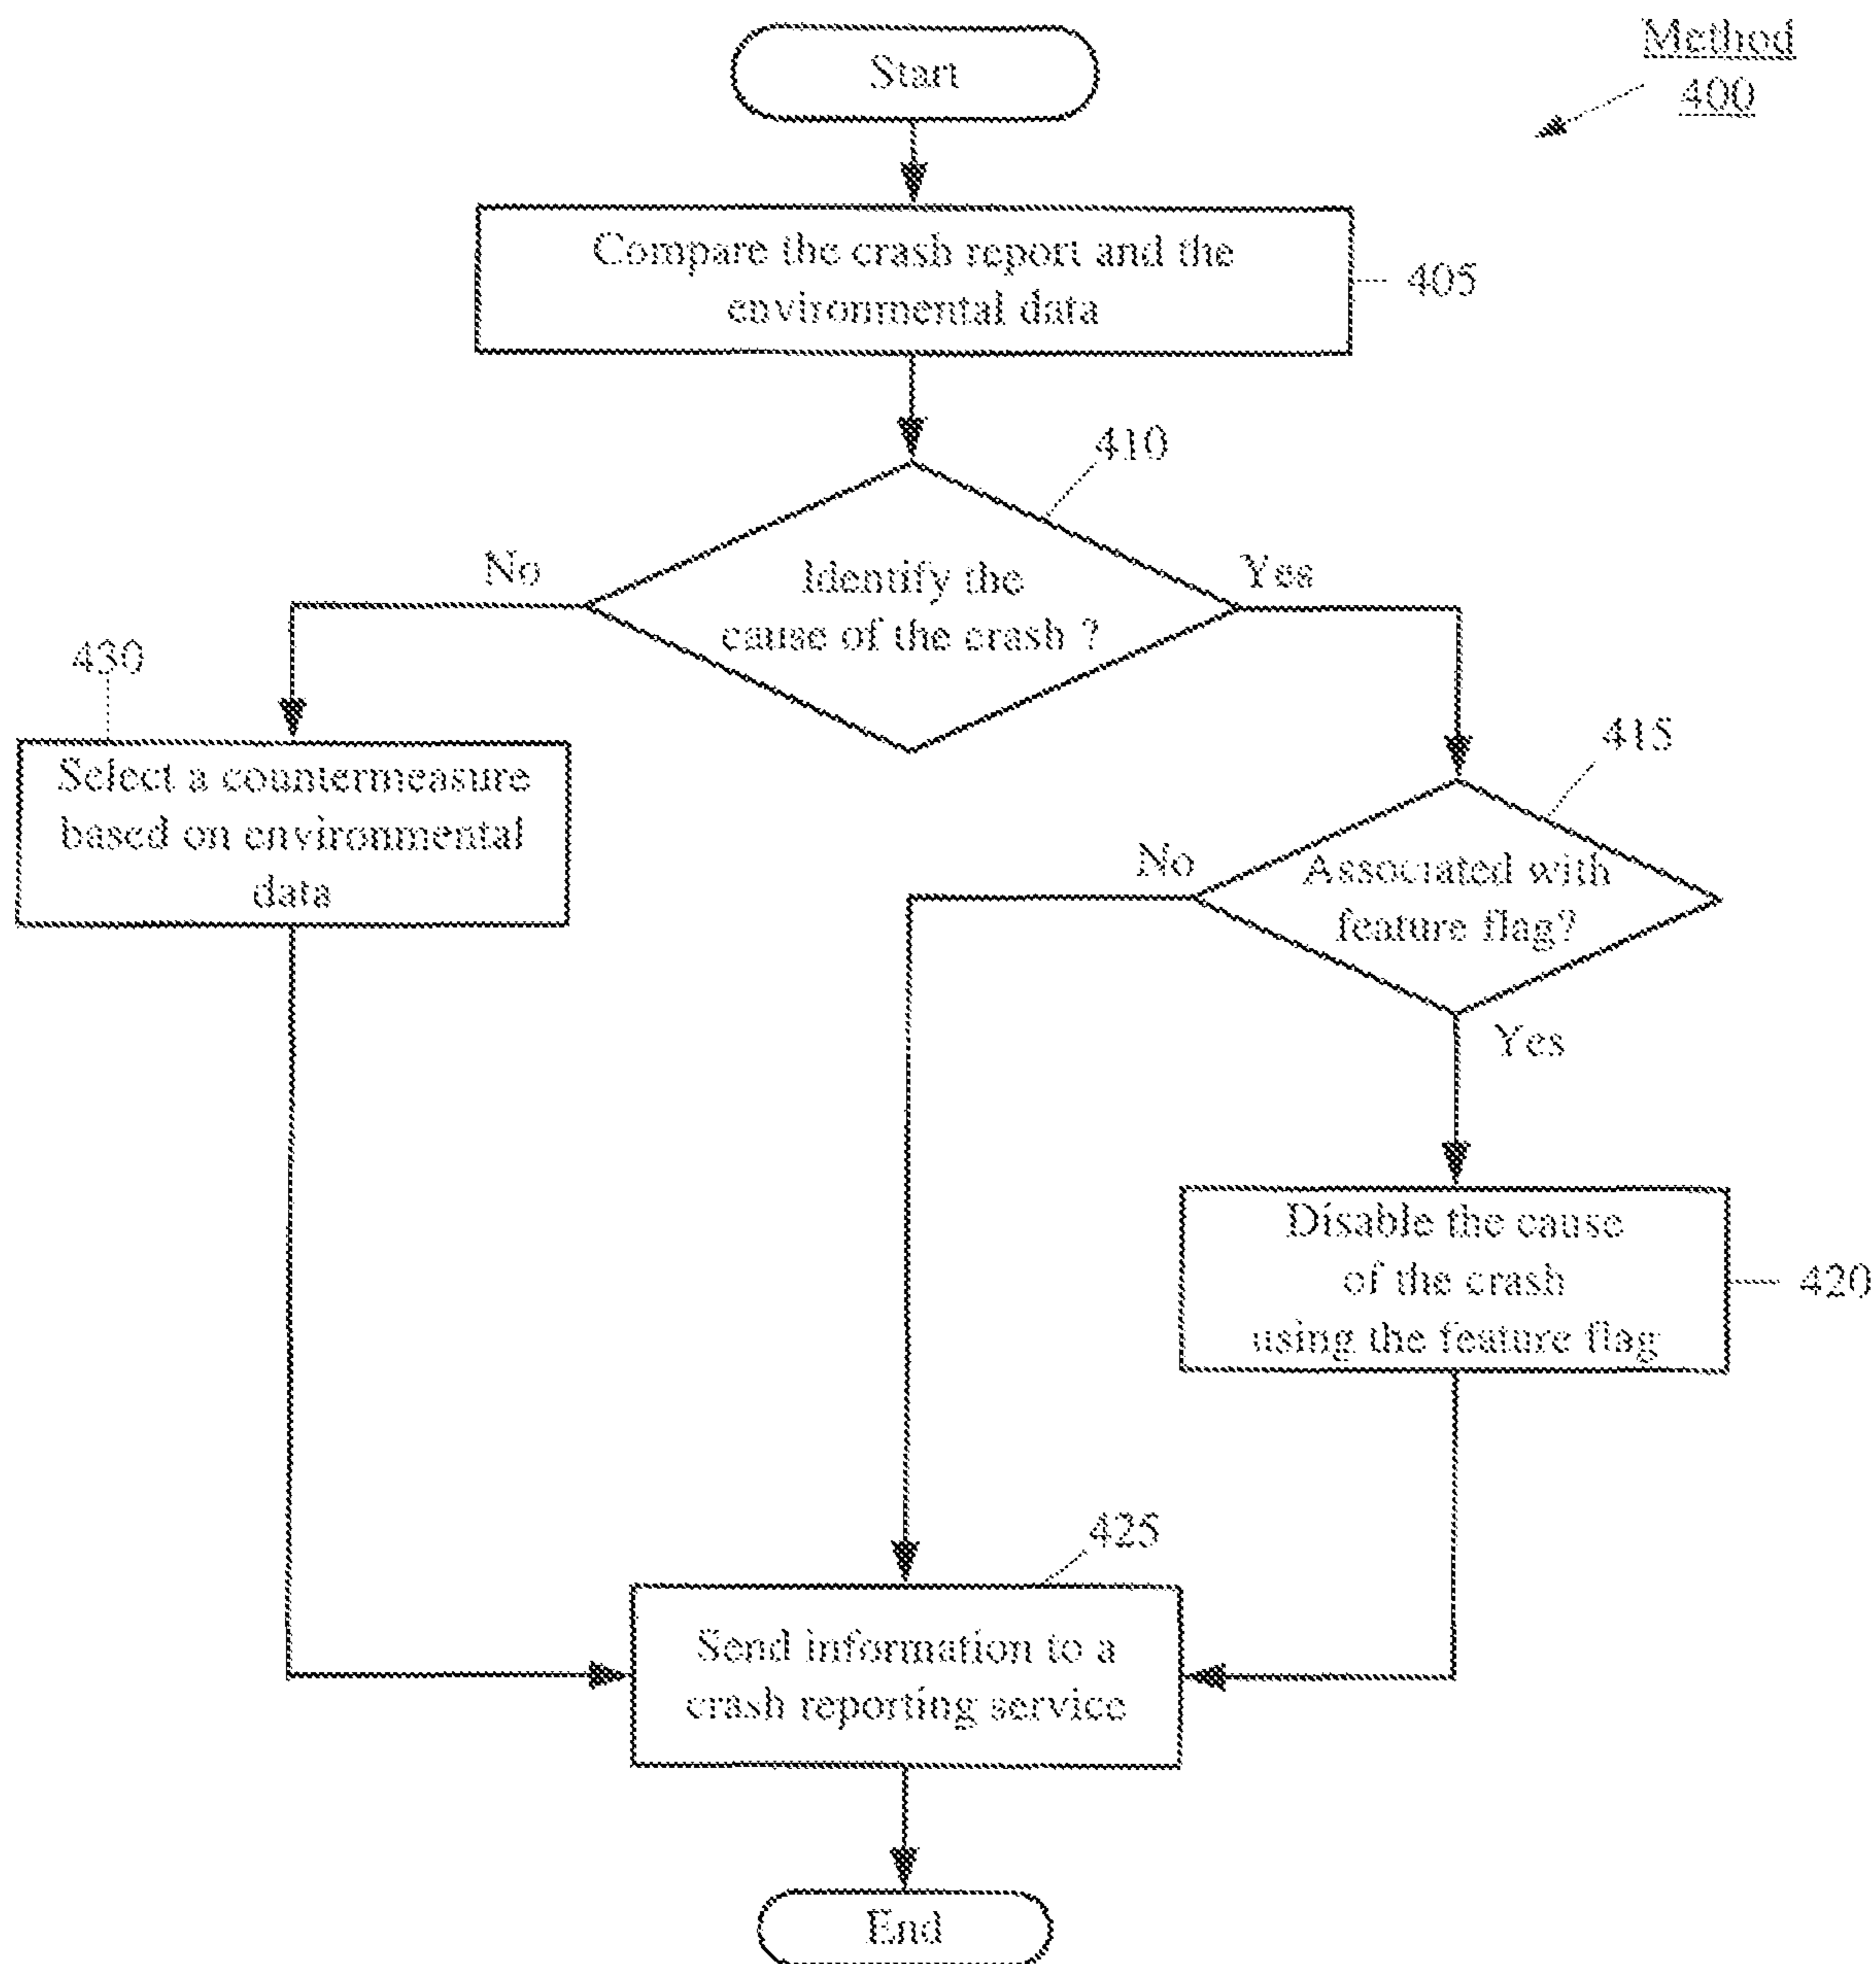 Method
400
Start
Compare the crash report and the
environmental data
405
410
No
Identify the
cause of the crash ?
Yes
430
Select a countermeasure
based on environmental
data
415
No
Associated with
feature flag?
Yes
Disable the cause
of the crash
using the feature flag
420
425
Send information to a
crash reporting service
End